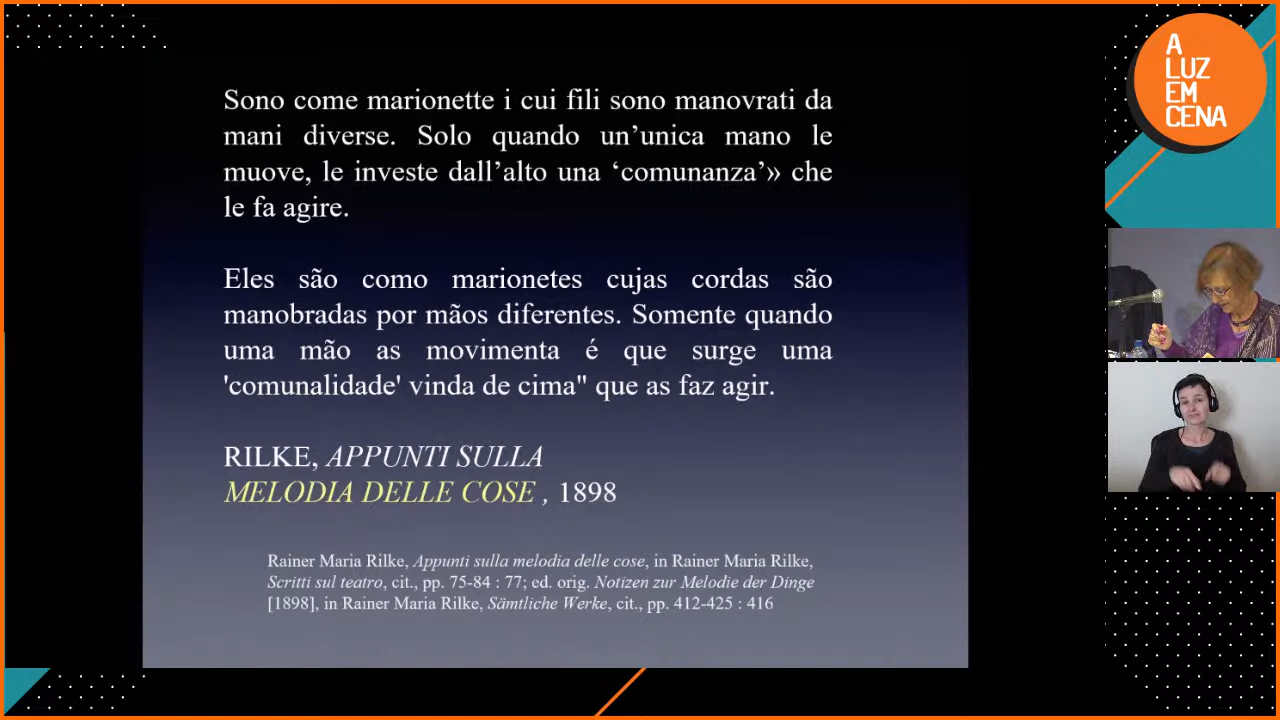 Sono come marionette i cui fili sono manovrati da
mani diverse. Solo quando un’unica mano le
muove, le investe dall’alto una ‘comunanza’» che
le fa agire.
Eles são como marionetes cujas cordas são
manobradas por mãos diferentes. Somente quando
uma mão as movimenta é que surge uma
'comunalidade' vinda de cima" que as faz agir.
RILKE, APPUNTI SULLA
MELODIA DELLE COSE , 1898
Rainer Maria Rilke, Appunti sulla melodia delle cose, in Rainer Maria Rilke,
Scritti sul teatro, cit., pp. 75-84 : 77; ed. orig. Notizen zur Melodie der Dinge
[1898], in Rainer Maria Rilke, Sämtliche Werke, cit., pp. 412-425 : 416
A
LUZ
EM
CENA